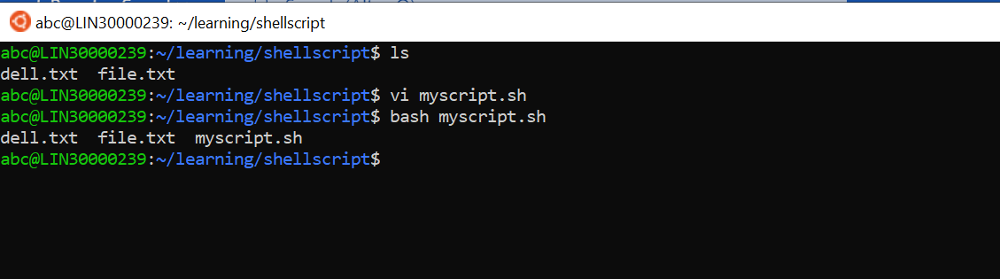 abc@LIN30000239: ~/learning/shellscript
abc@LIN30000239:~/learning/shellscript$ ls
dell.txt  file.txt
abc@LIN30000239:~/learning/shellscript$ vi myscript.sh
abc@LIN30000239:~/learning/shellscript$ bash myscript.sh
dell.txt  file.txt  myscript.sh
abc@LIN30000239:~/learning/shellscript$